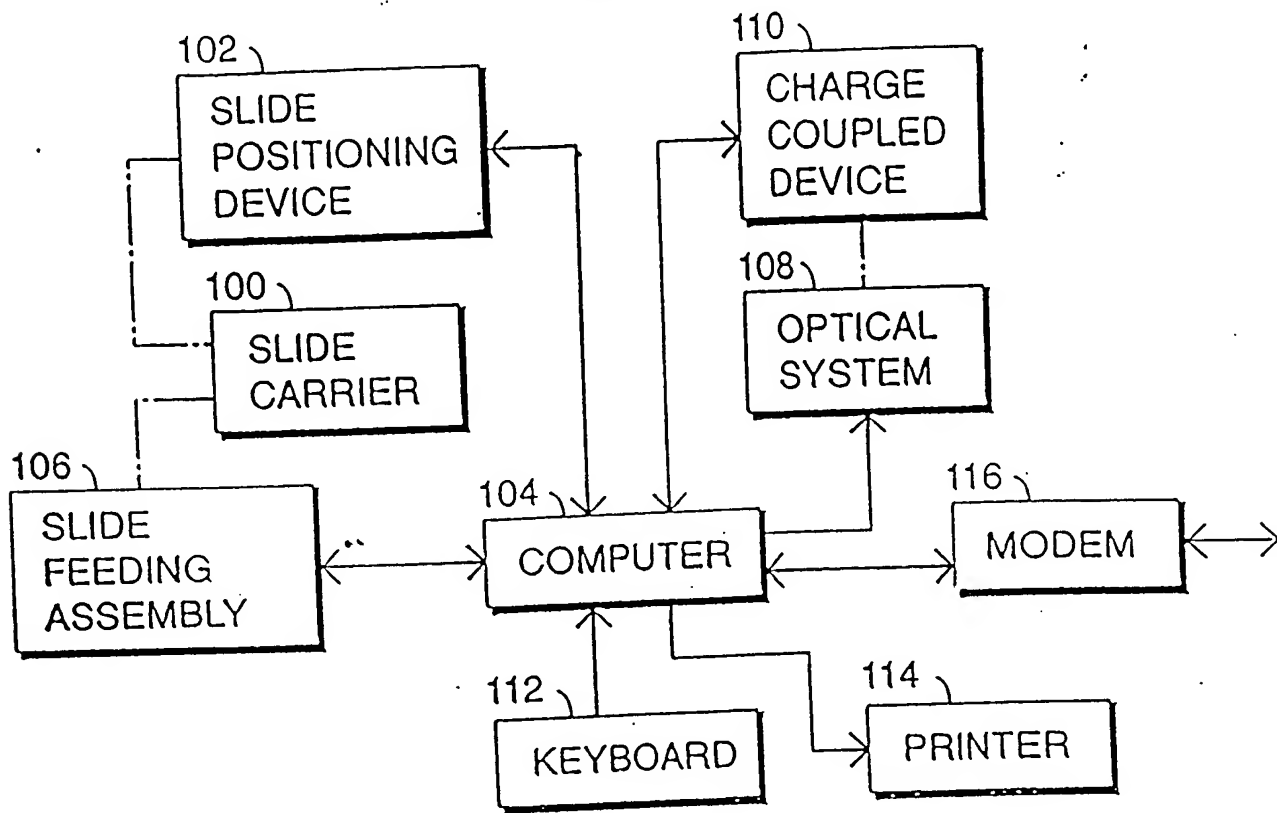 102
SLIDE
POSITIONING
DEVICE
110
CHARGE
COUPLED
DEVICE
100
SLIDE
CARRIER
108
OPTICAL
SYSTEM
106
SLIDE
FEEDING
ASSEMBLY
104
COMPUTER
116
MODEM
112
KEYBOARD
114
PRINTER